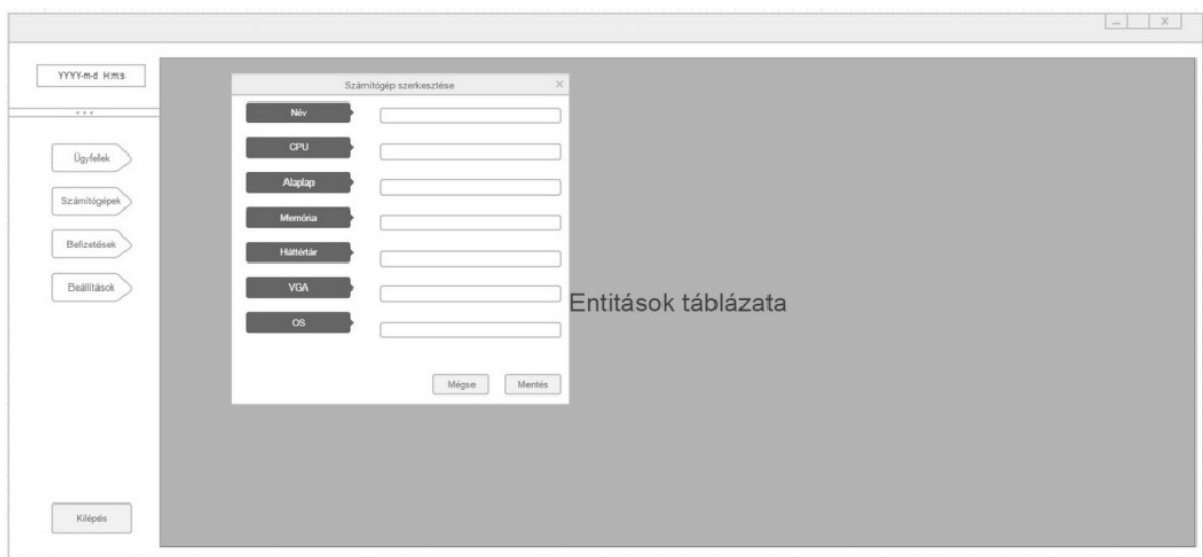 X
YYYY-m-d H:m:s
Számítógép szerkesztése
Név
CPU
Alaplap
Memória
Háttértár
VGA
OS
Mégse
Mentés
Ügyfelek
Számítógépek
Befizetések
Beállítások
Kilépés
Entitások táblázata